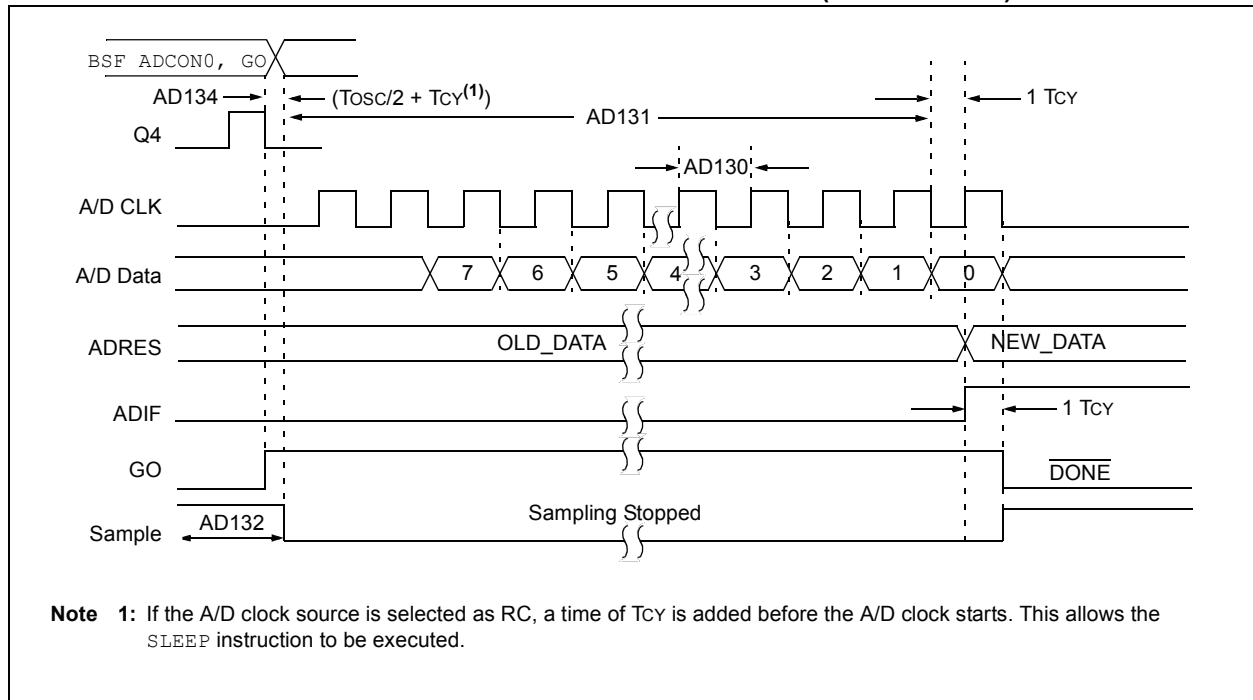 BSF ADCON0, GO
AD134
(TOSC/2 + TCY(1))
1 TCY
AD131
Q4
AD130
A/D CLK
A/D Data
7 6 5 4 3 2 1 0
ADRES
OLD_DATA
NEW_DATA
ADIF
1 TCY
GO
DONE
AD132
Sampling Stopped
Sample
Note 1: If the A/D clock source is selected as RC, a time of TCY is added before the A/D clock starts. This allows the
SLEEP instruction to be executed.